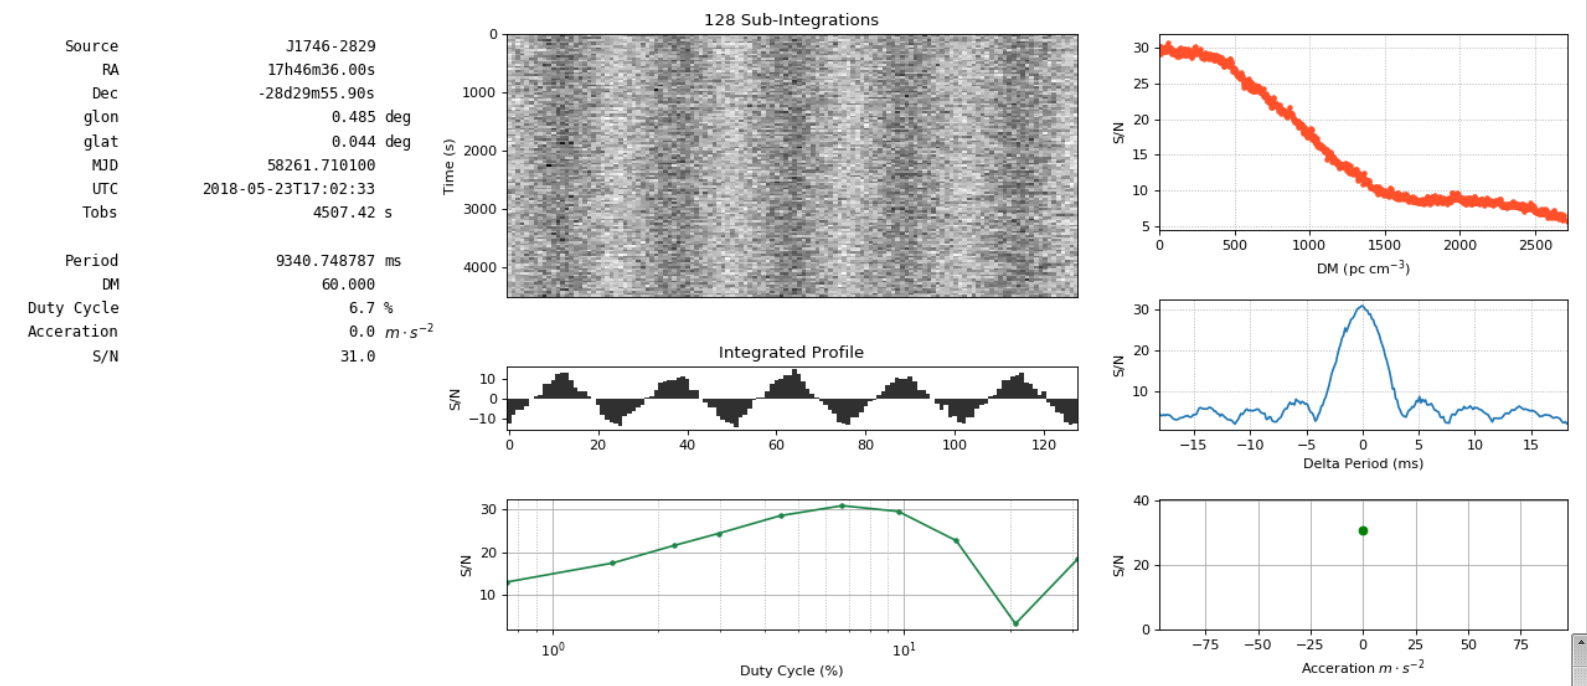 Source J1746-2829
RA 17h46m36.00s
Dec -28d29m55.90s
glon 0.485 deg
glat 0.044 deg
MJD 58261.710100
UTC 2018-05-23T17:02:33
Tobs 4507.42 s
Period 9340.748787 ms
DM 60.000
Duty Cycle 6.7 %
Acceration 0.0 m · s⁻²
S/N 31.0
128 Sub-Integrations
0
1000
2000
3000
4000
Time (s)
Integrated Profile
10
0
−10
S/N
0 20 40 60 80 100 120
30
20
10
S/N
10⁰ 10¹
Duty Cycle (%)
30
25
20
15
10
5
S/N
0 500 1000 1500 2000 2500
DM (pc cm⁻³)
30
20
10
S/N
−15 −10 −5 0 5 10 15
Delta Period (ms)
40
20
0
S/N
−75 −50 −25 0 25 50 75
Acceration m · s⁻²